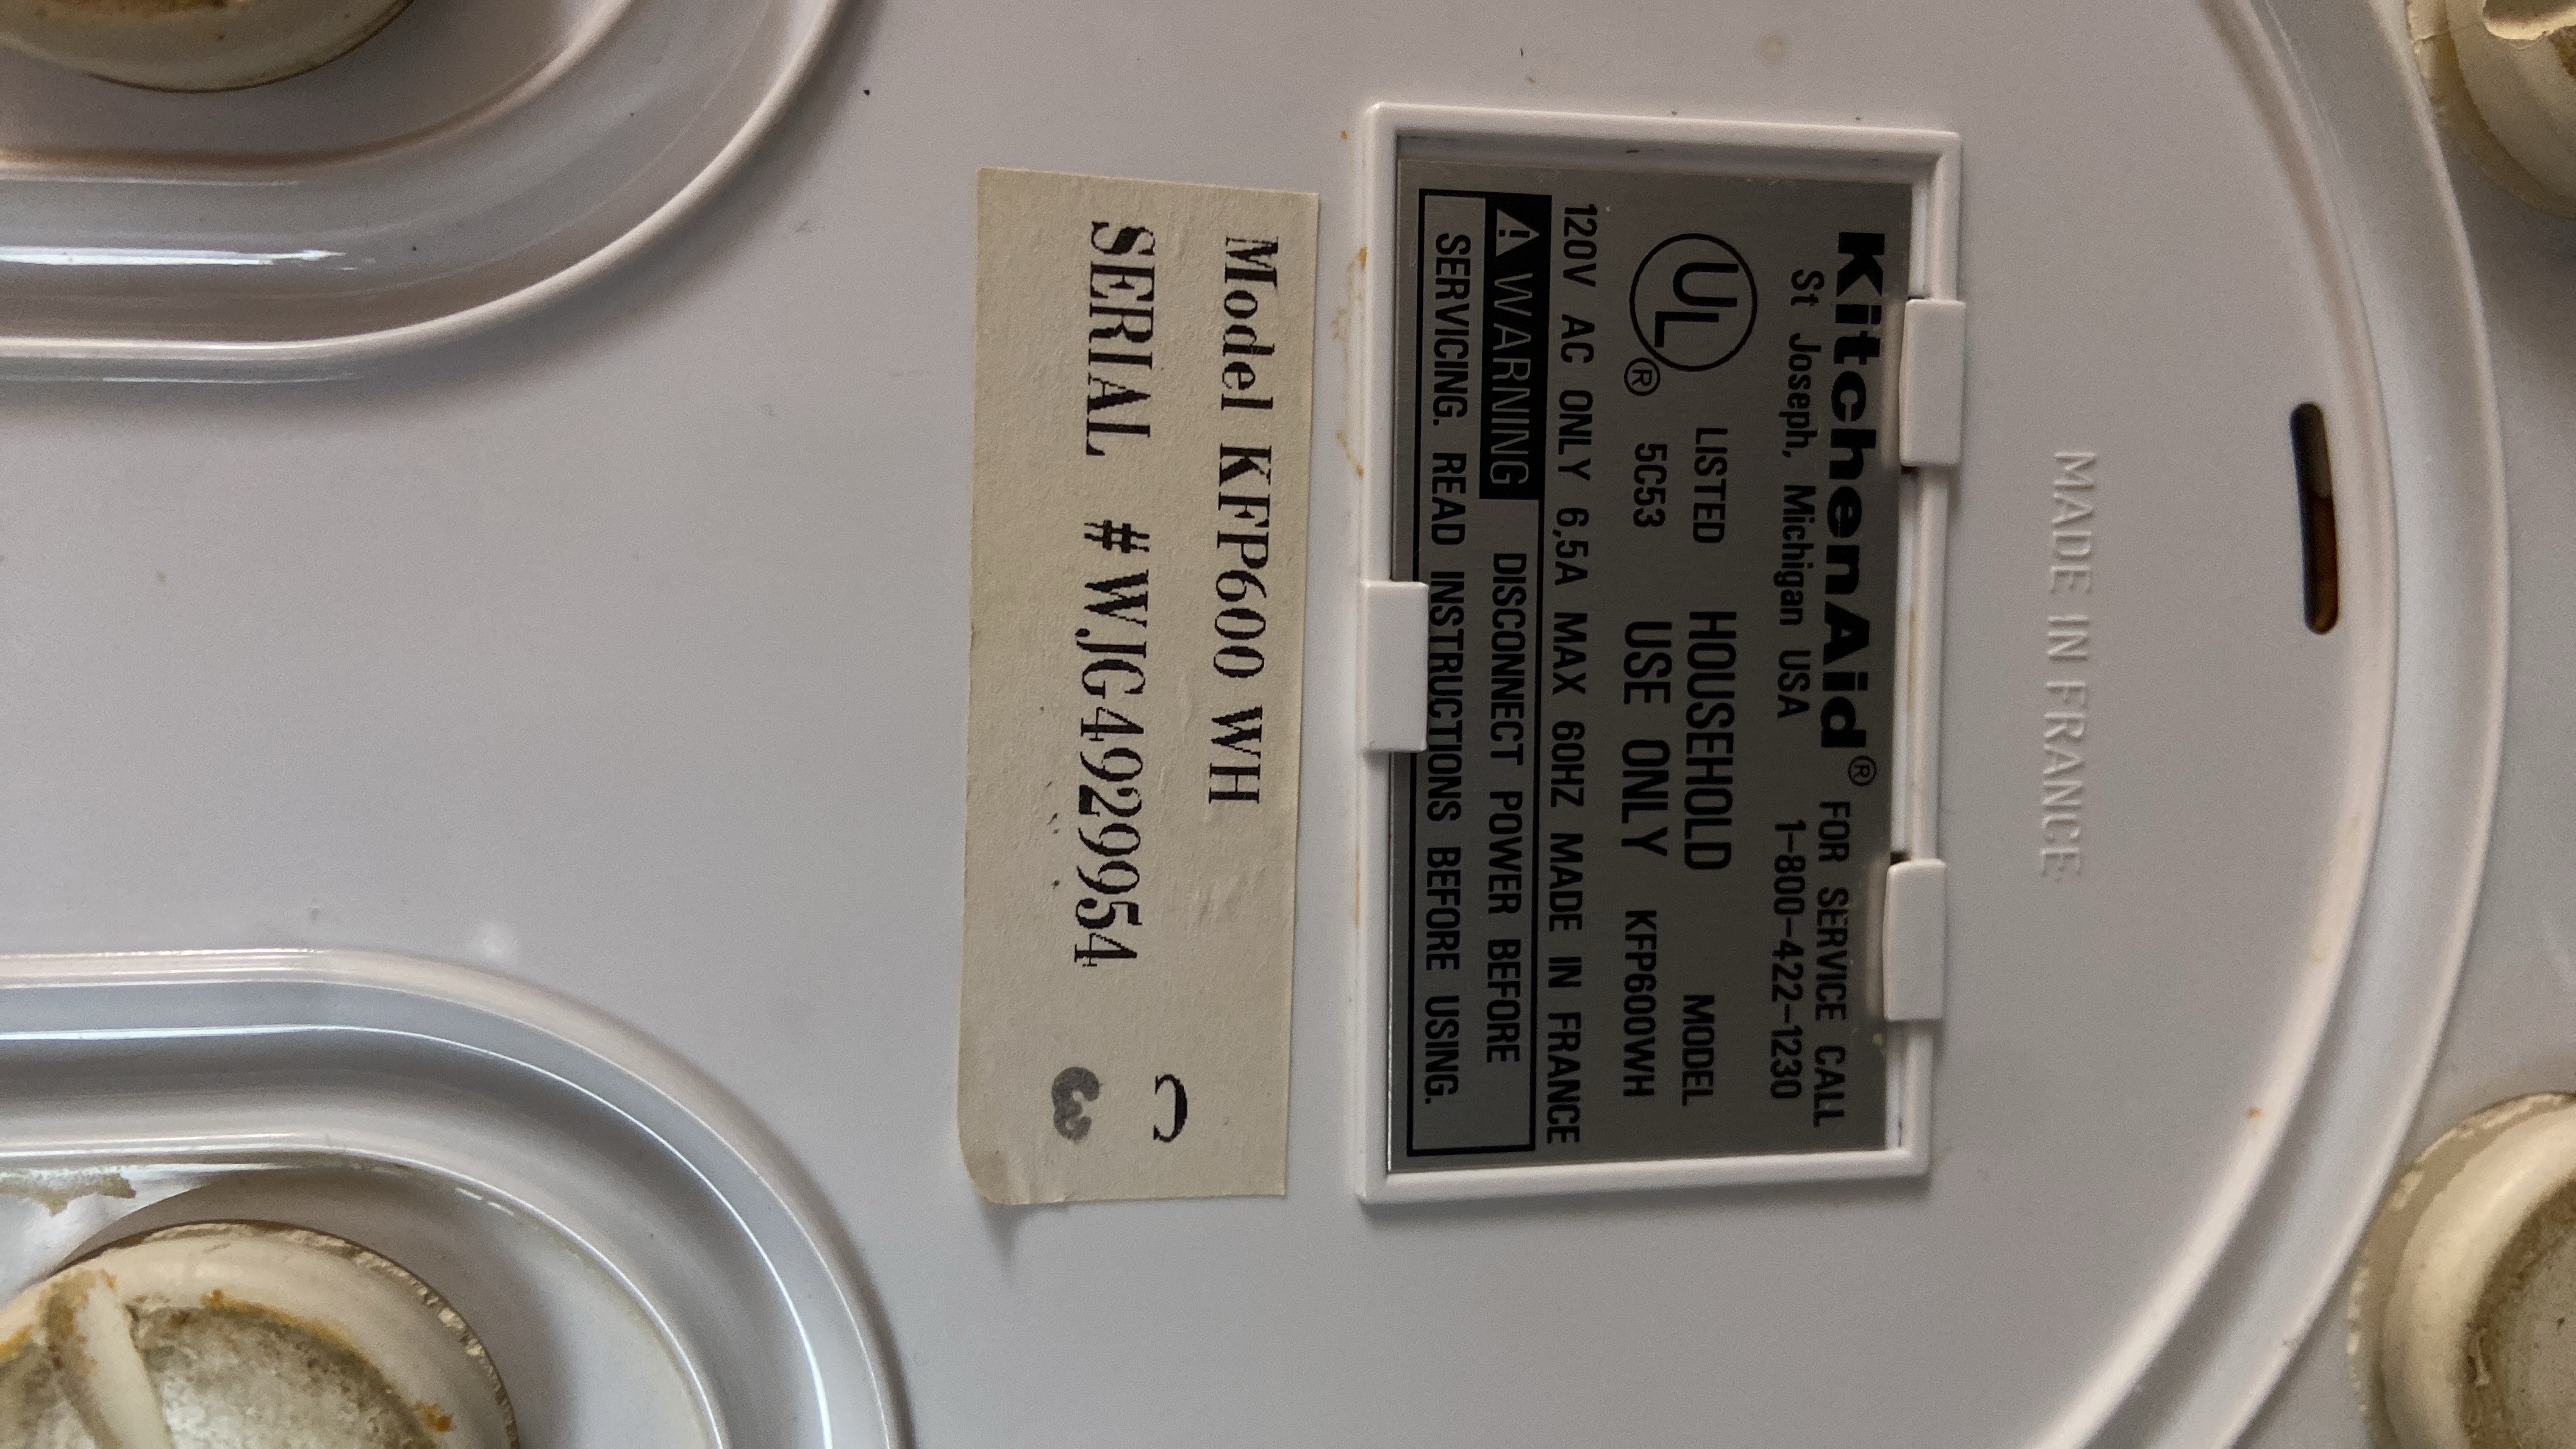 MADE IN FRANCE
KitchenAid® FOR SERVICE CALL
St Joseph, Michigan USA 1-800-422-1230
UL® LISTED HOUSEHOLD MODEL
5C53 USE ONLY KFP600WH
120V AC ONLY 6,5A MAX 60HZ MADE IN FRANCE
⚠ WARNING DISCONNECT POWER BEFORE
SERVICING. READ INSTRUCTIONS BEFORE USING.
Model KFP600 WH
SERIAL #WJG4929954